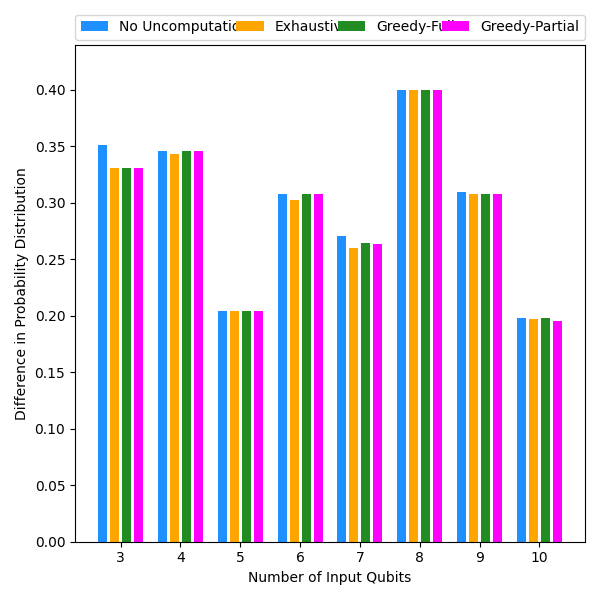 No Uncomputatio Exhaustiv Greedy-Full Greedy-Partial
0.40
0.35
0.30
0.25
0.20
0.15
0.10
0.05
0.00
Difference in Probability Distribution
3 4 5 6 7 8 9 10
Number of Input Qubits